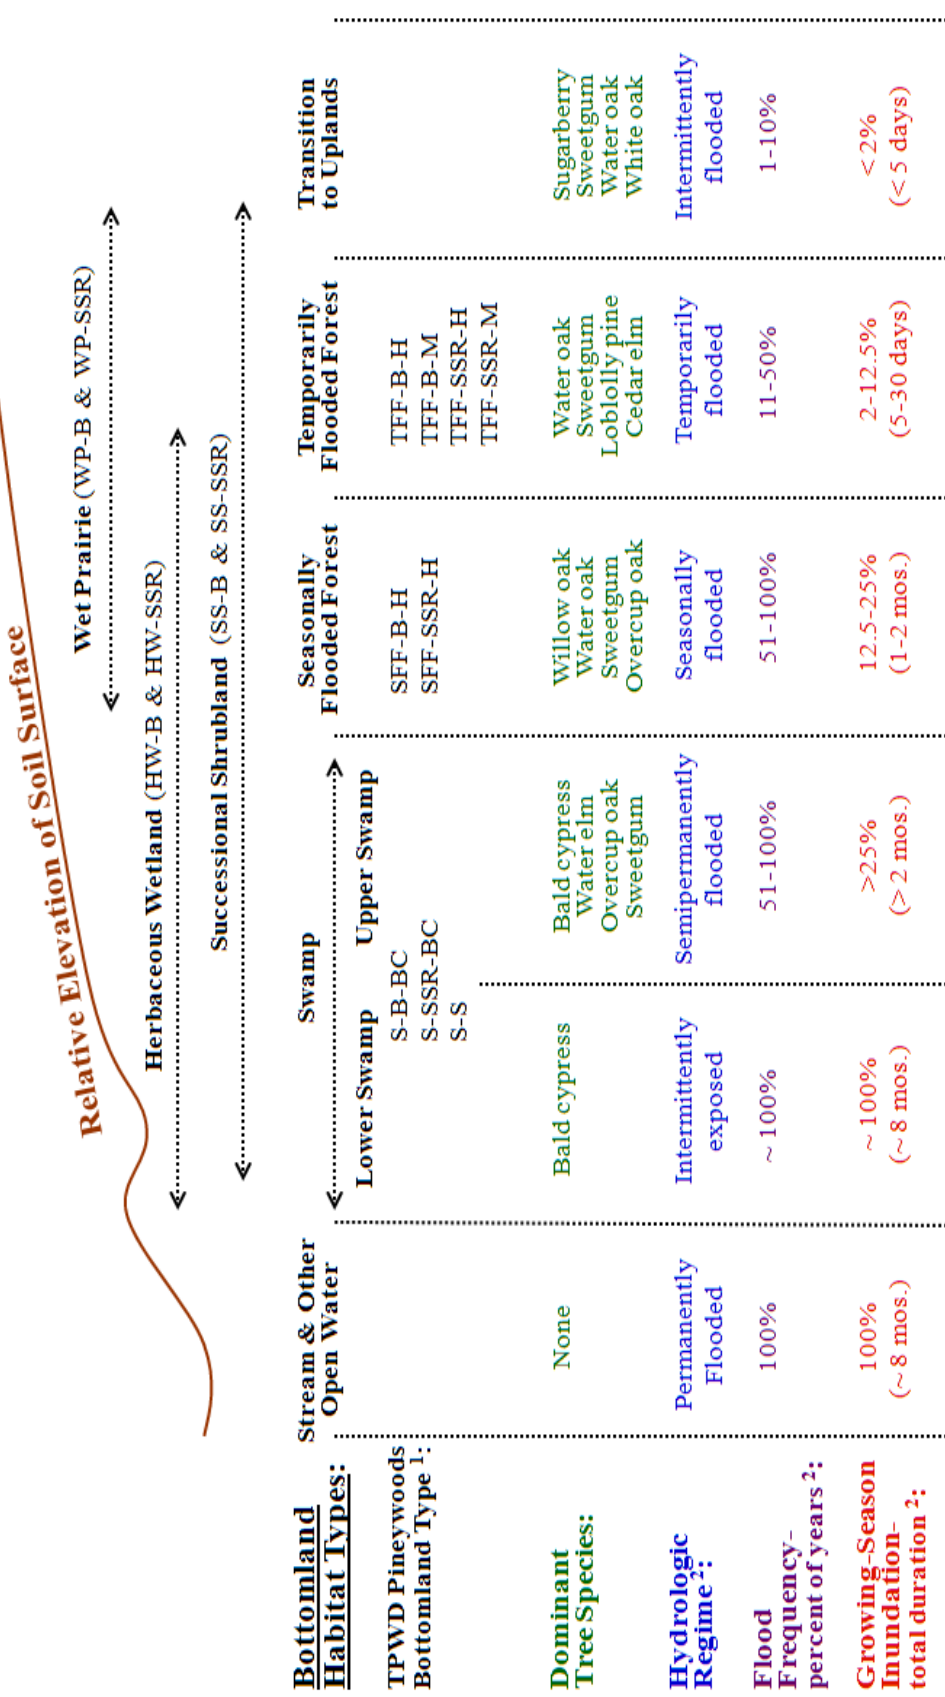 Relative Elevation of Soil Surface
Wet Prairie (WP-B & WP-SSR)
Herbaceous Wetland (HW-B & HW-SSR)
Successional Shrubland (SS-B & SS-SSR)
Bottomland
Habitat Types:
Stream & Other
Open Water
Swamp
Lower Swamp
Upper Swamp
Seasonally
Flooded Forest
Temporarily
Flooded Forest
Transition
to Uplands
TPWD Pineywoods
Bottomland Type 1:
S-B-BC
S-SSR-BC
S-S
SFF-B-H
SFF-SSR-H
TFF-B-H
TFF-B-M
TFF-SSR-H
TFF-SSR-M
Dominant
Tree Species:
None
Bald cypress
Bald cypress
Water elm
Overcup oak
Sweetgum
Willow oak
Water oak
Sweetgum
Overcup oak
Water oak
Sweetgum
Loblolly pine
Cedar elm
Sugarberry
Sweetgum
Water oak
White oak
Hydrologic
Regime 2:
Permanently
Flooded
Intermittently
exposed
Semipermanently
flooded
Seasonally
flooded
Temporarily
flooded
Intermittently
flooded
Flood
Frequency-
percent of years 2:
100%
~ 100%
51-100%
51-100%
11-50%
1-10%
Growing-Season
Inundation-
total duration 2:
100%
(~ 8 mos.)
~ 100%
(~ 8 mos.)
>25%
(> 2 mos.)
12.5-25%
(1-2 mos.)
2-12.5%
(5-30 days)
< 2%
(< 5 days)